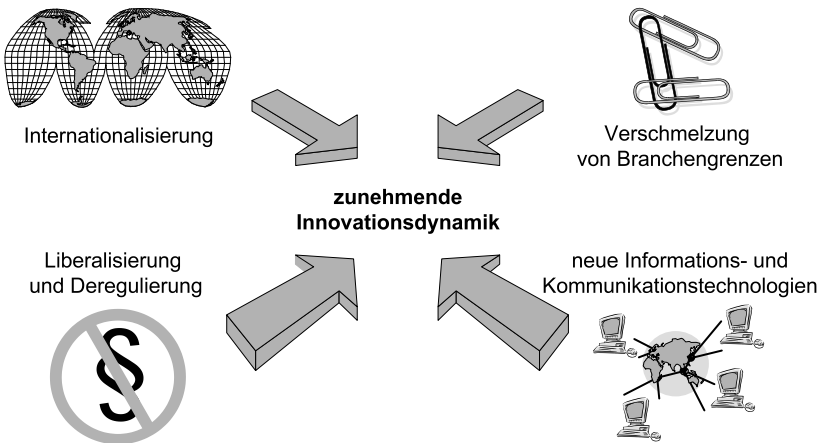 Internationalisierung
Verschmelzung
von Branchengrenzen
zunehmende
Innovationsdynamik
Liberalisierung
und Deregulierung
neue Informations- und
Kommunikationstechnologien
§